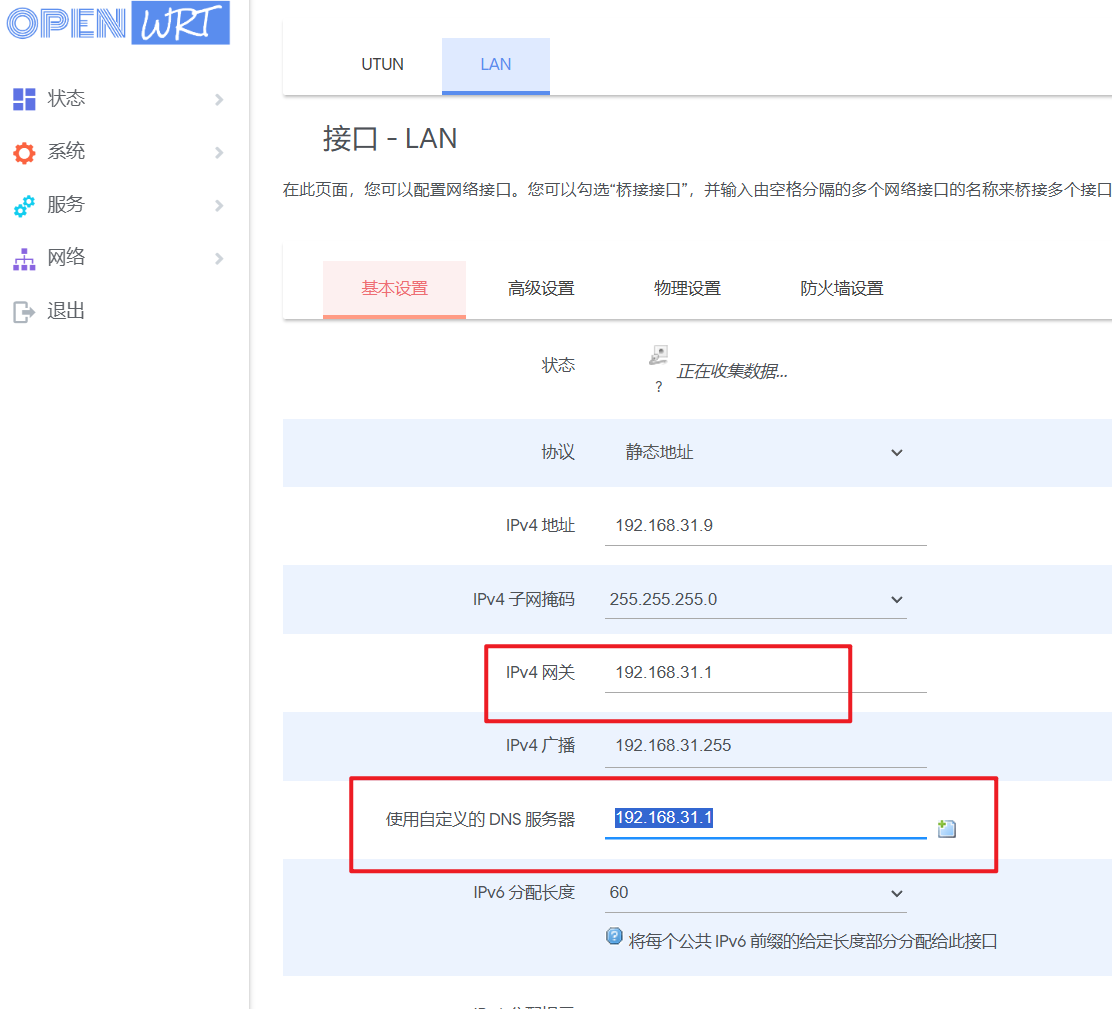 OPENWRT
UTUN LAN
状态
系统
服务
网络
退出
接口 - LAN
在此页面，您可以配置网络接口。您可以勾选“桥接接口”，并输入由空格分隔的多个网络接口的名称来桥接多个接口
基本设置 高级设置 物理设置 防火墙设置
状态 正在收集数据...
?
协议 静态地址
IPv4 地址 192.168.31.9
IPv4 子网掩码 255.255.255.0
IPv4 网关 192.168.31.1
IPv4 广播 192.168.31.255
使用自定义的 DNS 服务器 192.168.31.1
IPv6 分配长度 60
将每个公共 IPv6 前缀的给定长度部分分配给此接口